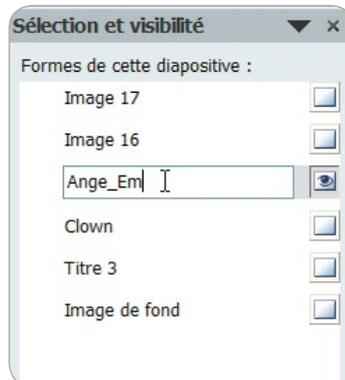 Sélection et visibilité
Formes de cette diapositive :
Image 17
Image 16
Ange_Em
Clown
Titre 3
Image de fond